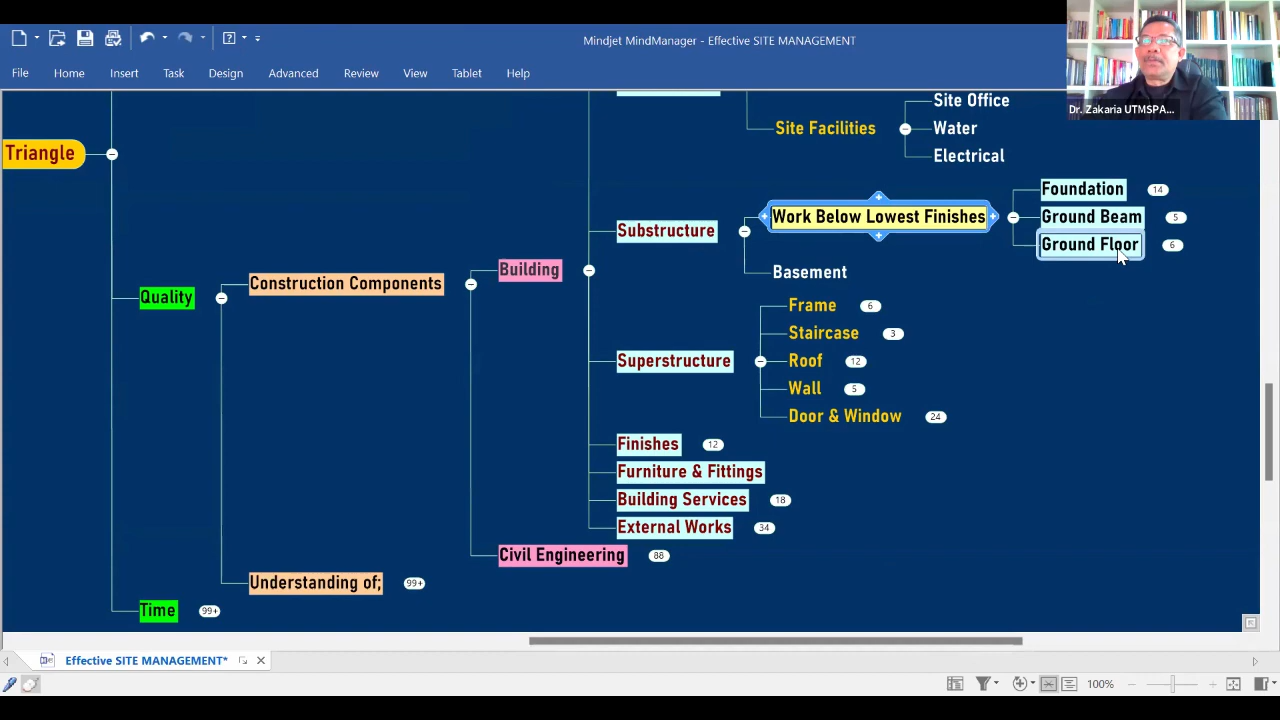 Mindjet MindManager - Effective SITE MANAGEMENT
File Home Insert Task Design Advanced Review View Tablet Help
Dr. Zakaria UTMSPA...
Site Office
Site Facilities
Water
Electrical
Triangle
Foundation 14
Work Below Lowest Finishes
Ground Beam 5
Substructure
Ground Floor 6
Building
Basement
Construction Components
Quality
Frame 6
Staircase 3
Superstructure
Roof 12
Wall 5
Door & Window 24
Finishes 12
Furniture & Fittings
Building Services 18
External Works 34
Civil Engineering 88
Understanding of; 99+
Time 99+
Effective SITE MANAGEMENT*
100%